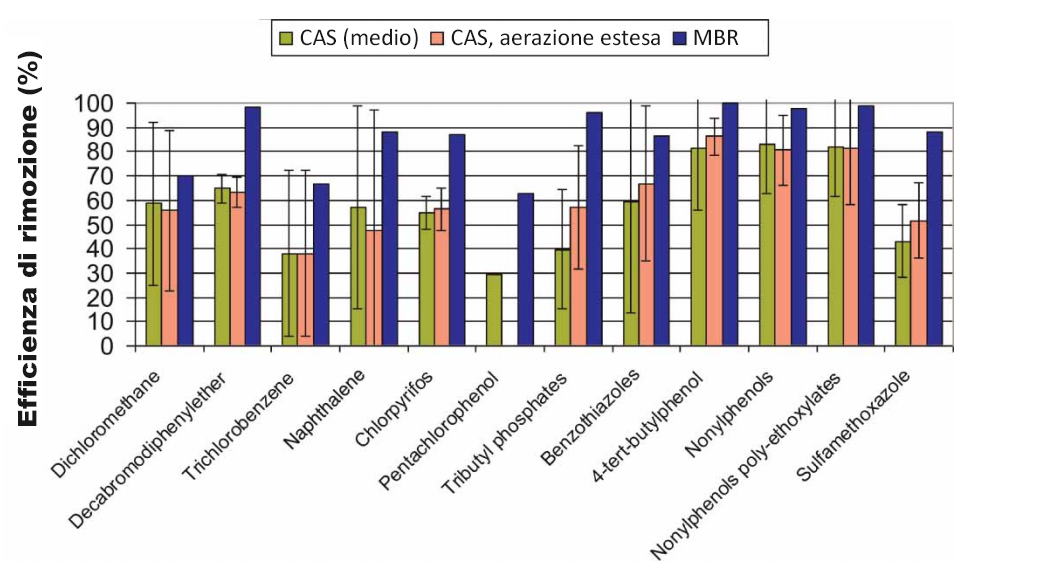 CAS (medio) CAS, aerazione estesa MBR
Efficienza di rimozione (%)
100
90
80
70
60
50
40
30
20
10
0
Dichloromethane
Decabromodiphenylether
Trichlorobenzene
Naphthalene
Chlorpyrifos
Pentachlorophenol
Tributyl phosphates
Benzothiazoles
4-tert-butylphenol
Nonylphenols
Nonylphenols poly-ethoxylates
Sulfamethoxazole